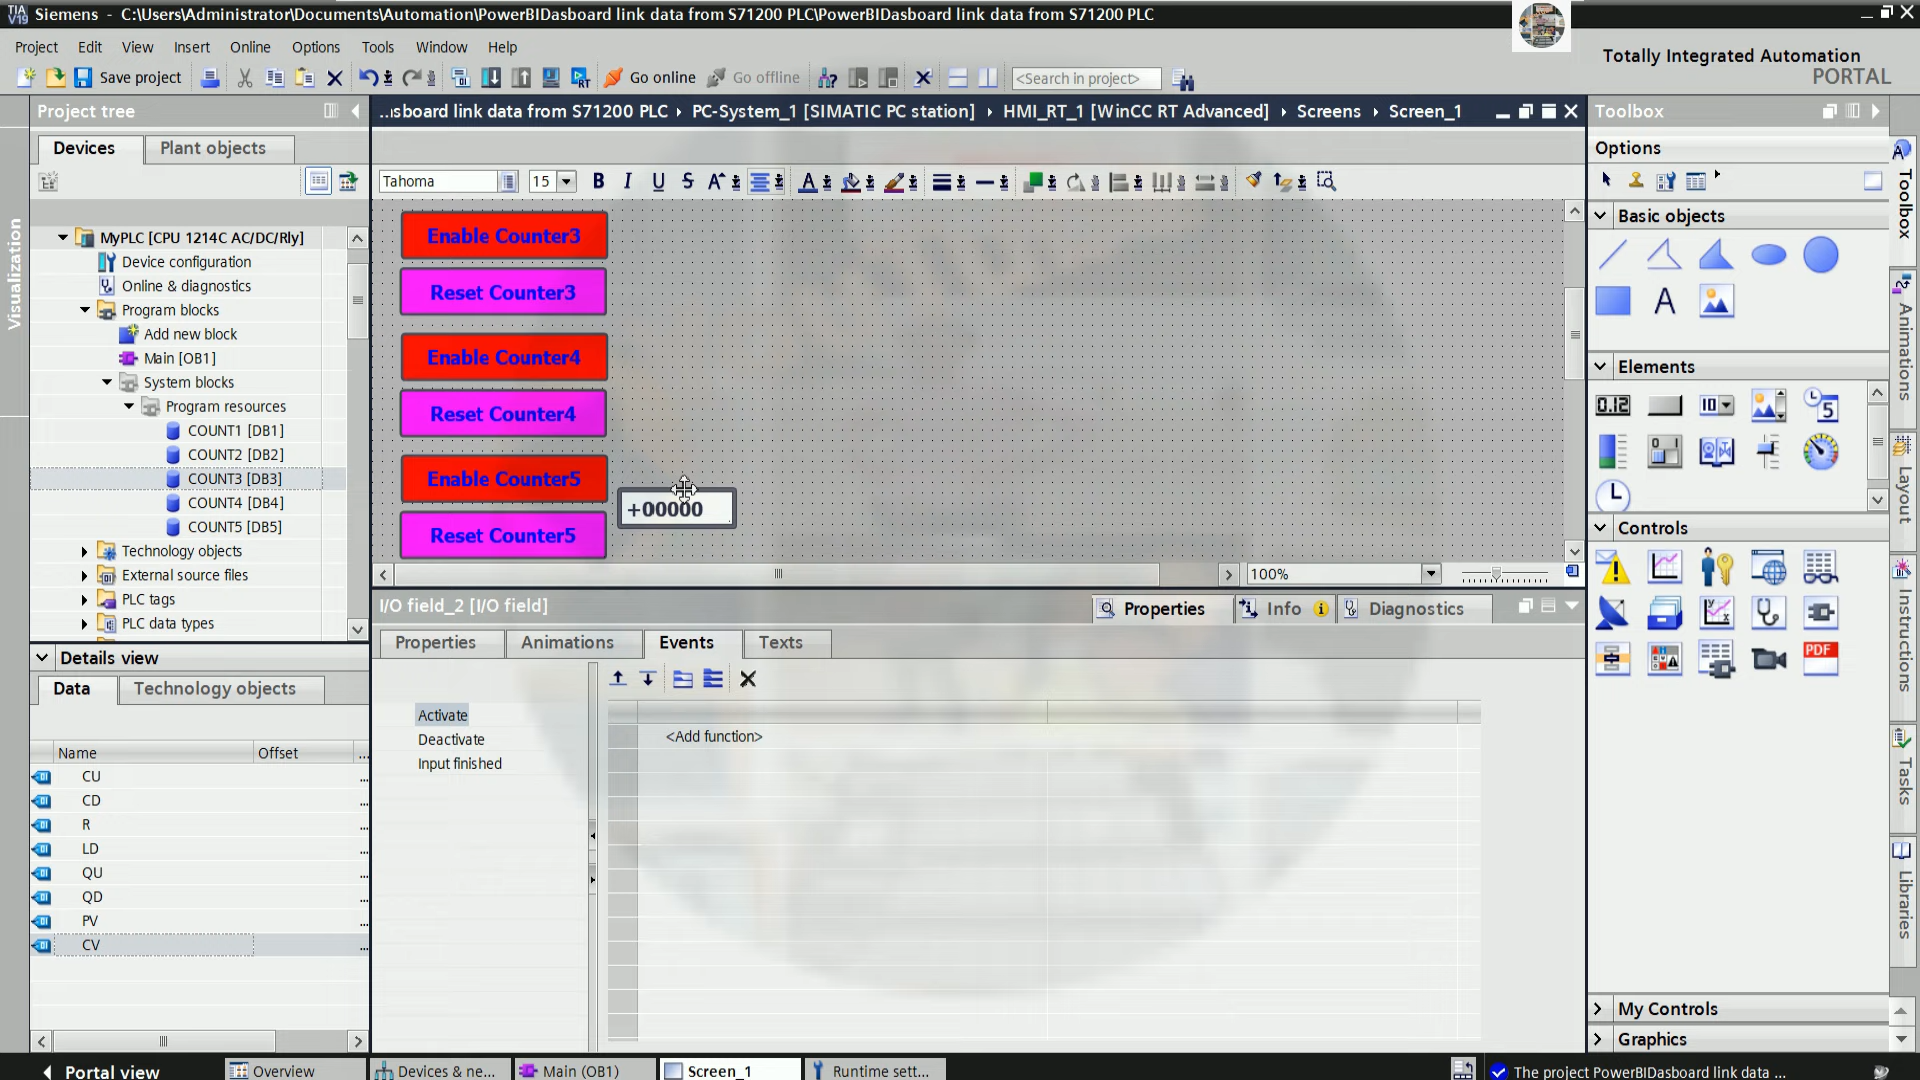 TIA V19 Siemens - C:\Users\Administrator\Documents\Automation\PowerBIDasboard link data from S71200 PLC\PowerBIDasboard link data from S71200 PLC
Project Edit View Insert Online Options Tools Window Help
Totally Integrated Automation
PORTAL
Save project
Go online
Go offline
<Search in project>
Project tree
Devices
Plant objects
Visualization
MyPLC [CPU 1214C AC/DC/Rly]
Device configuration
Online & diagnostics
Program blocks
Add new block
Main [OB1]
System blocks
Program resources
COUNT1 [DB1]
COUNT2 [DB2]
COUNT3 [DB3]
COUNT4 [DB4]
COUNT5 [DB5]
Technology objects
External source files
PLC tags
PLC data types
Details view
Data
Technology objects
Name Offset
CU ...
CD ...
R ...
LD ...
QU ...
QD ...
PV ...
CV ...
...sboard link data from S71200 PLC › PC-System_1 [SIMATIC PC station] › HMI_RT_1 [WinCC RT Advanced] › Screens › Screen_1
Tahoma 15 B I U S A
Enable Counter3
Reset Counter3
Enable Counter4
Reset Counter4
Enable Counter5
+00000
Reset Counter5
100%
I/O field_2 [I/O field]
Properties
Info
Diagnostics
Properties
Animations
Events
Texts
Activate
Deactivate
Input finished
<Add function>
Toolbox
Options
Basic objects
A
Elements
0.12
10
5
Controls
PDF
My Controls
Graphics
Toolbox
Animations
Layout
Instructions
Tasks
Libraries
Portal view
Overview
Devices & ne...
Main (OB1)
Screen_1
Runtime sett...
The project PowerBIDasboard link data ...